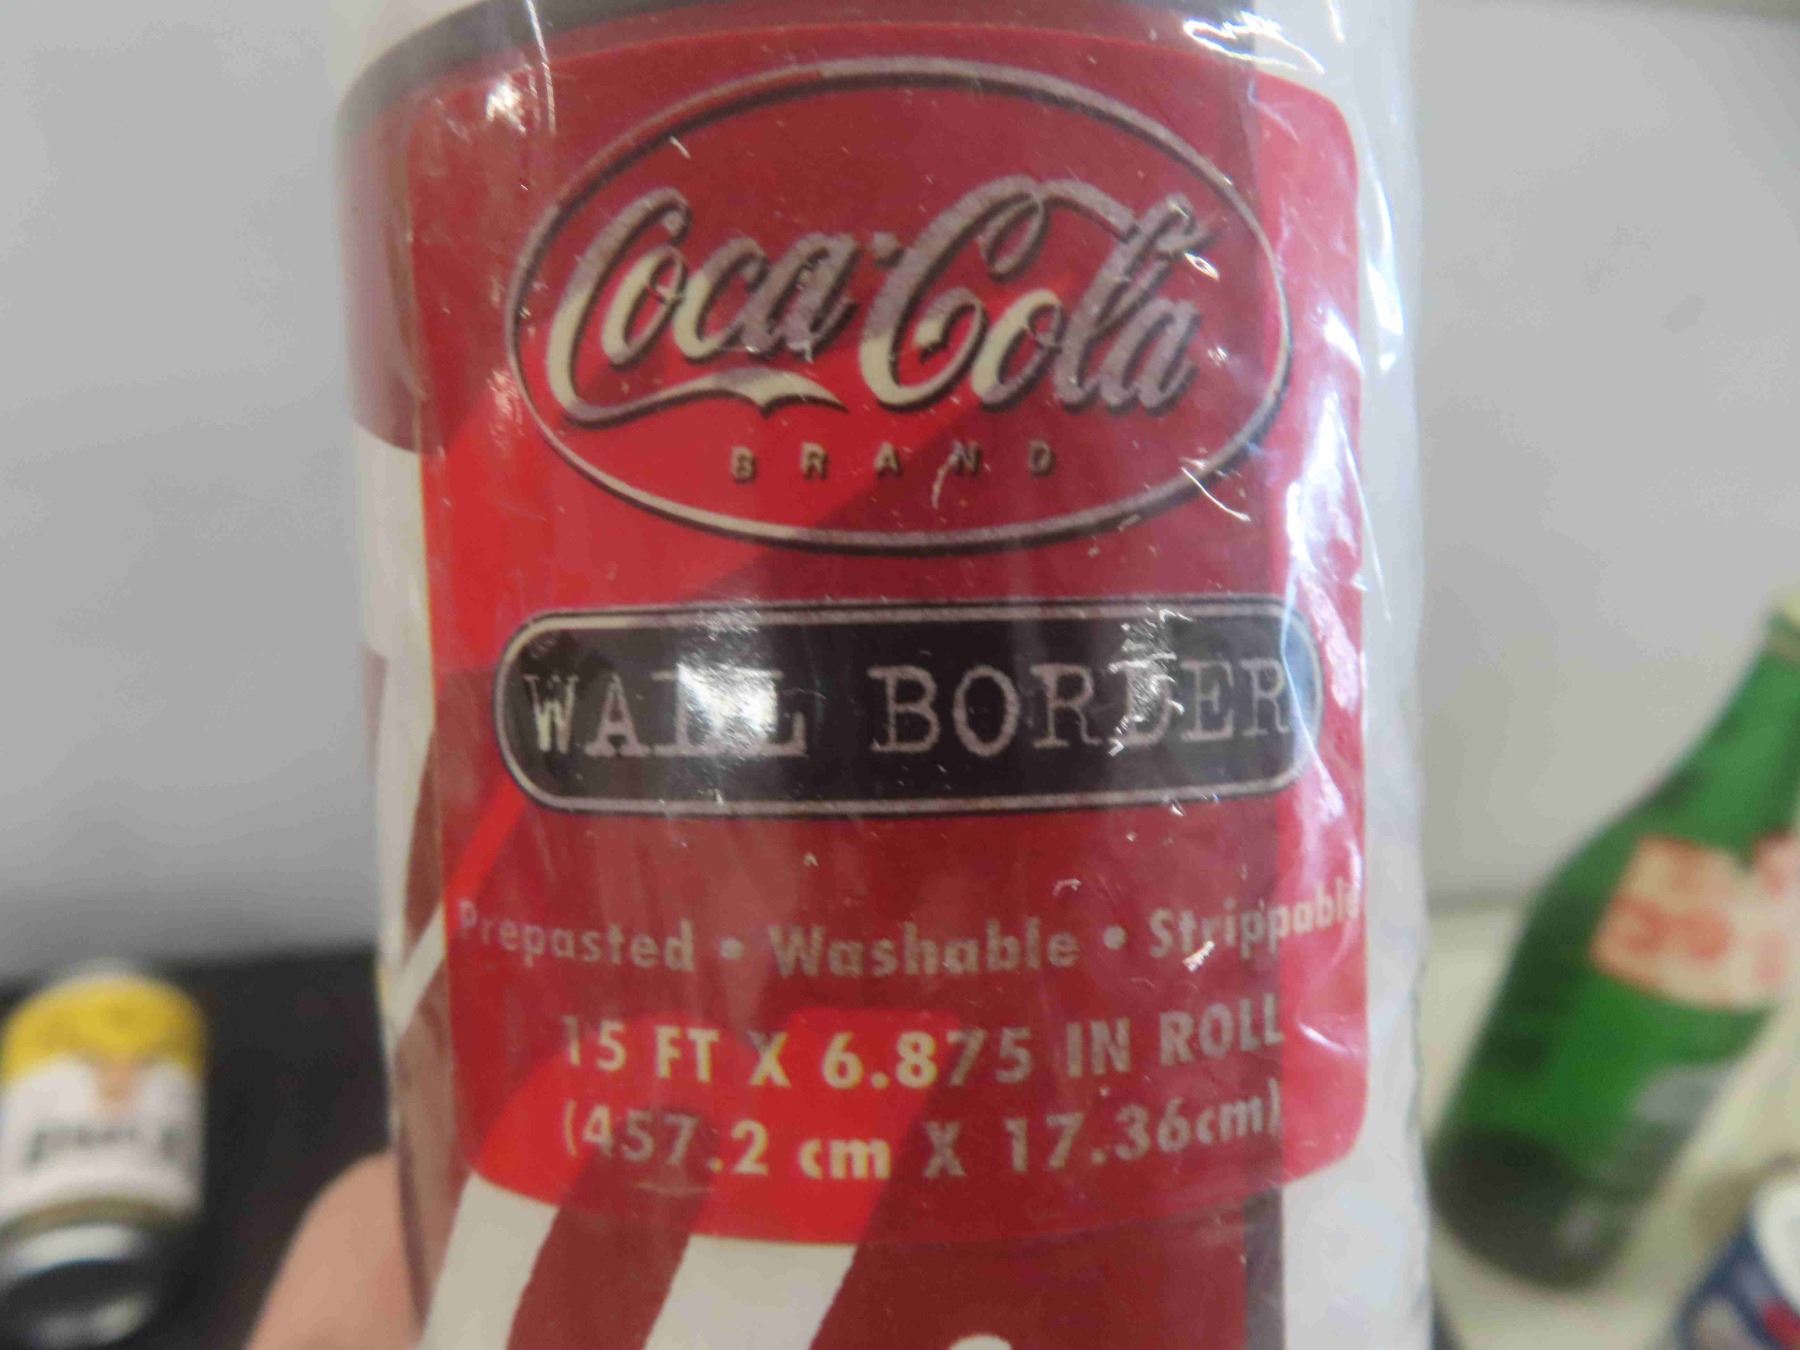 Coca-Cola
BRAND
WALL BORDER
Prepasted • Washable • Strippable
15 FT X 6.875 IN ROLL
(457.2 cm X 17.36cm)